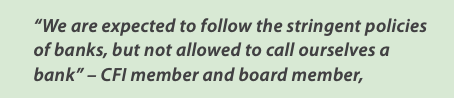 “We are expected to follow the stringent policies
of banks, but not allowed to call ourselves a
bank” – CFI member and board member,